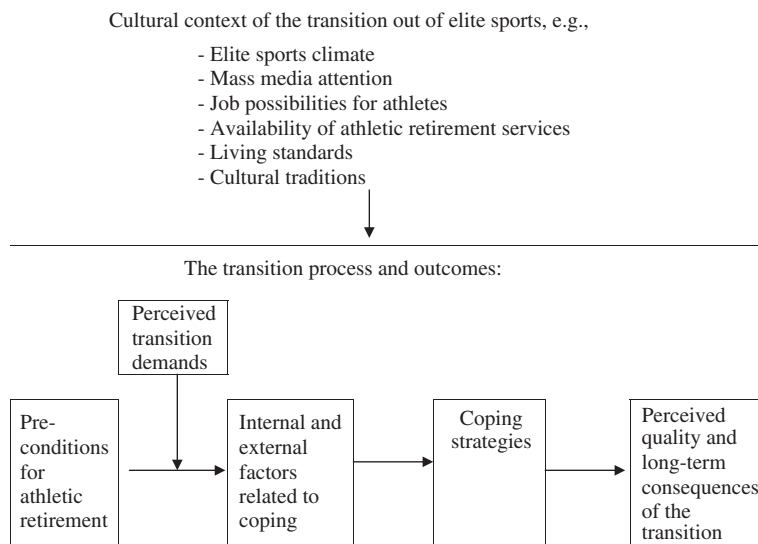 Cultural context of the transition out of elite sports, e.g.,
- Elite sports climate
- Mass media attention
- Job possibilities for athletes
- Availability of athletic retirement services
- Living standards
- Cultural traditions
The transition process and outcomes:
Perceived
transition
demands
Pre-
conditions
for
athletic
retirement
Internal and
external
factors
related to
coping
Coping
strategies
Perceived
quality and
long-term
consequences
of the
transition